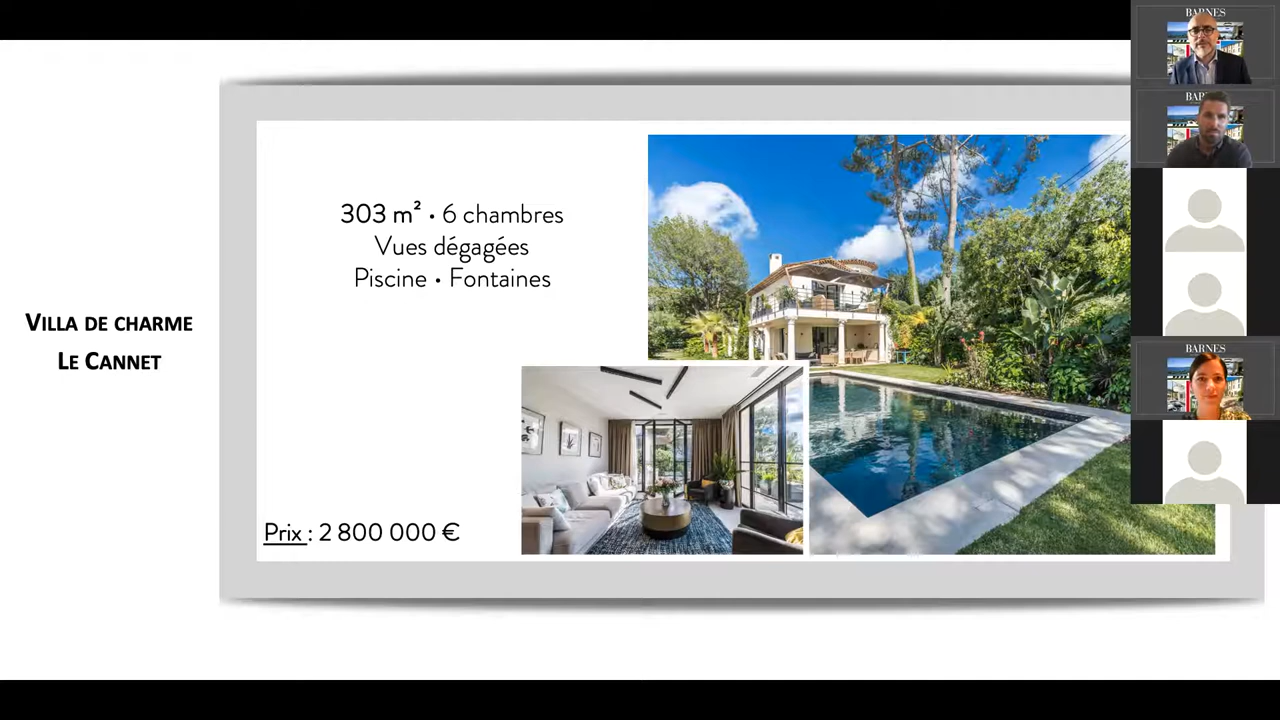 BARNES
BARNES
VILLA DE CHARME
LE CANNET
303 m² • 6 chambres
Vues dégagées
Piscine • Fontaines
Prix : 2 800 000 €
BARNES